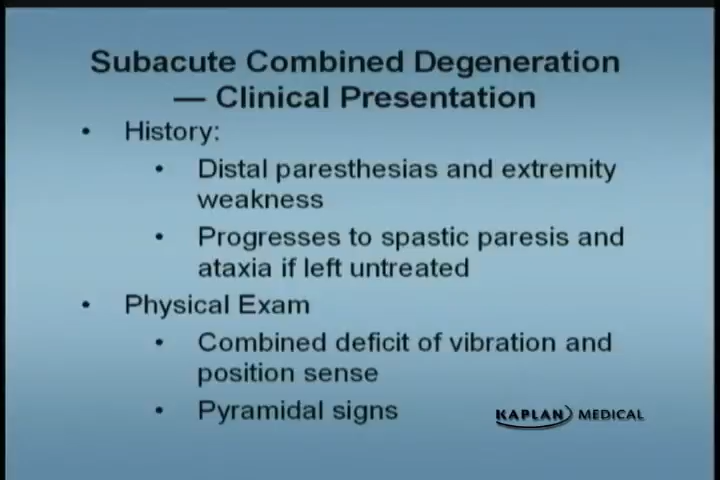 Subacute Combined Degeneration
— Clinical Presentation
• History:
• Distal paresthesias and extremity
weakness
• Progresses to spastic paresis and
ataxia if left untreated
• Physical Exam
• Combined deficit of vibration and
position sense
• Pyramidal signs
KAPLAN MEDICAL